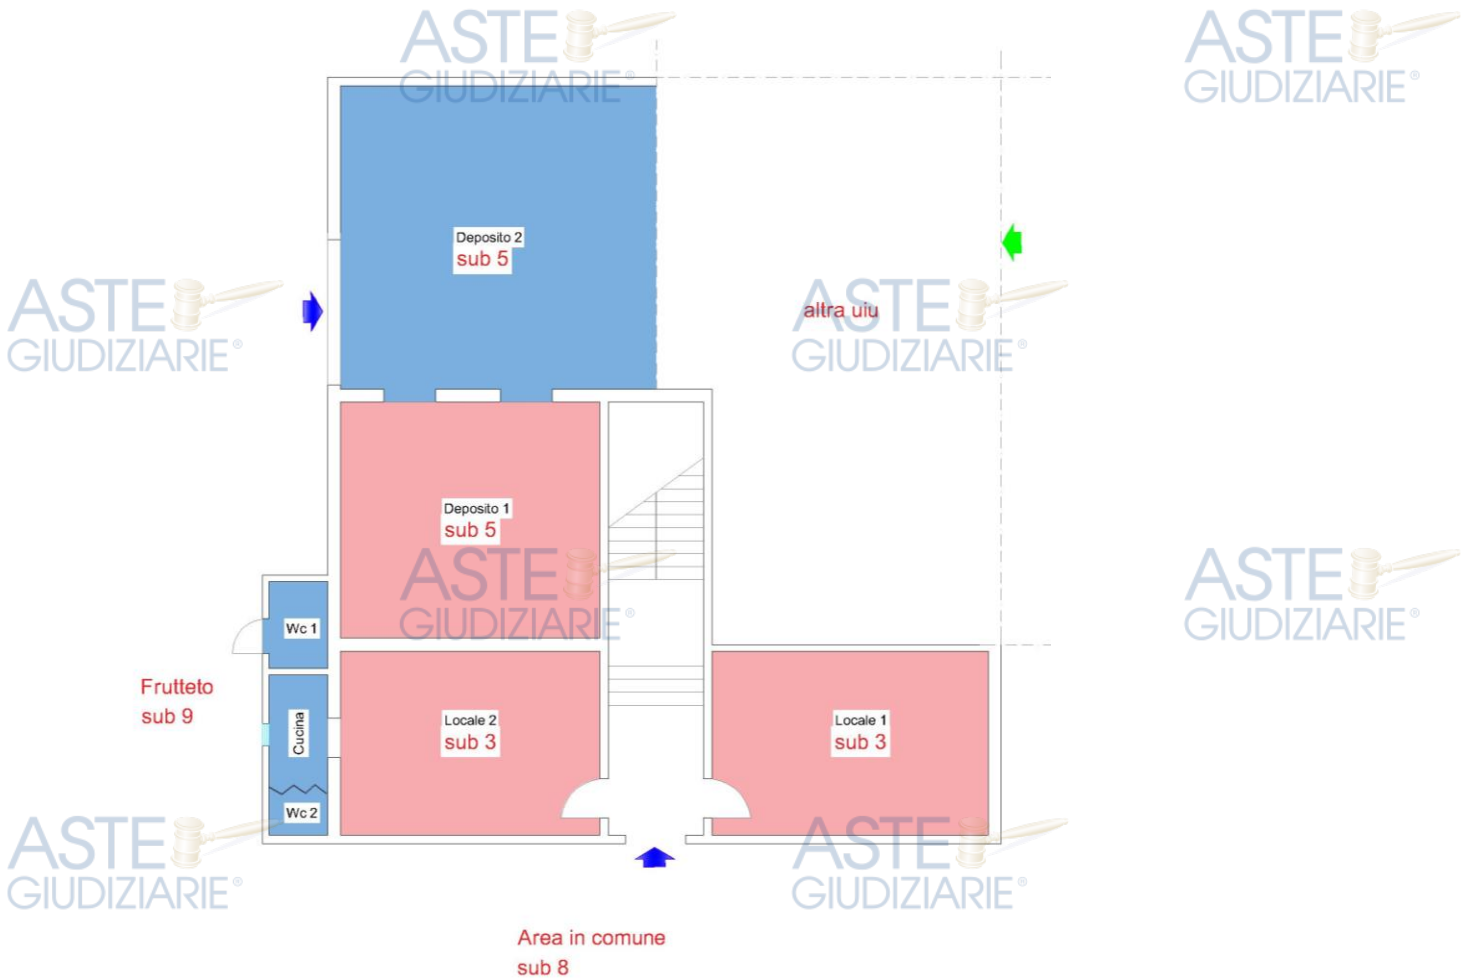 ASTE
GIUDIZIARIE®
ASTE
GIUDIZIARIE®
Deposito 2
sub 5
ASTE
GIUDIZIARIE®
altra uiu
ASTE
GIUDIZIARIE®
Deposito 1
sub 5
ASTE
GIUDIZIARIE®
ASTE
GIUDIZIARIE®
Wc 1
Frutteto
sub 9
Cucina
Locale 2
sub 3
Locale 1
sub 3
Wc 2
ASTE
GIUDIZIARIE®
ASTE
GIUDIZIARIE®
Area in comune
sub 8